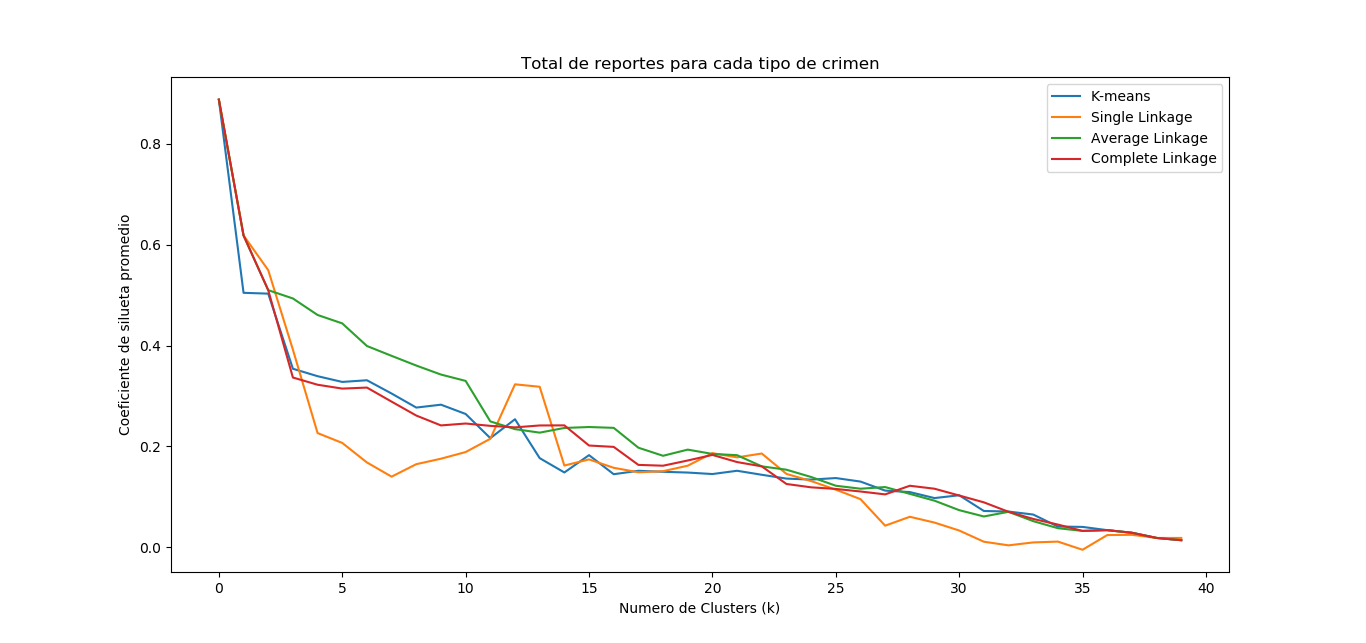 Total de reportes para cada tipo de crimen
K-means
Single Linkage
Average Linkage
Complete Linkage
Coeficiente de silueta promedio
0.8
0.6
0.4
0.2
0.0
0 5 10 15 20 25 30 35 40
Numero de Clusters (k)